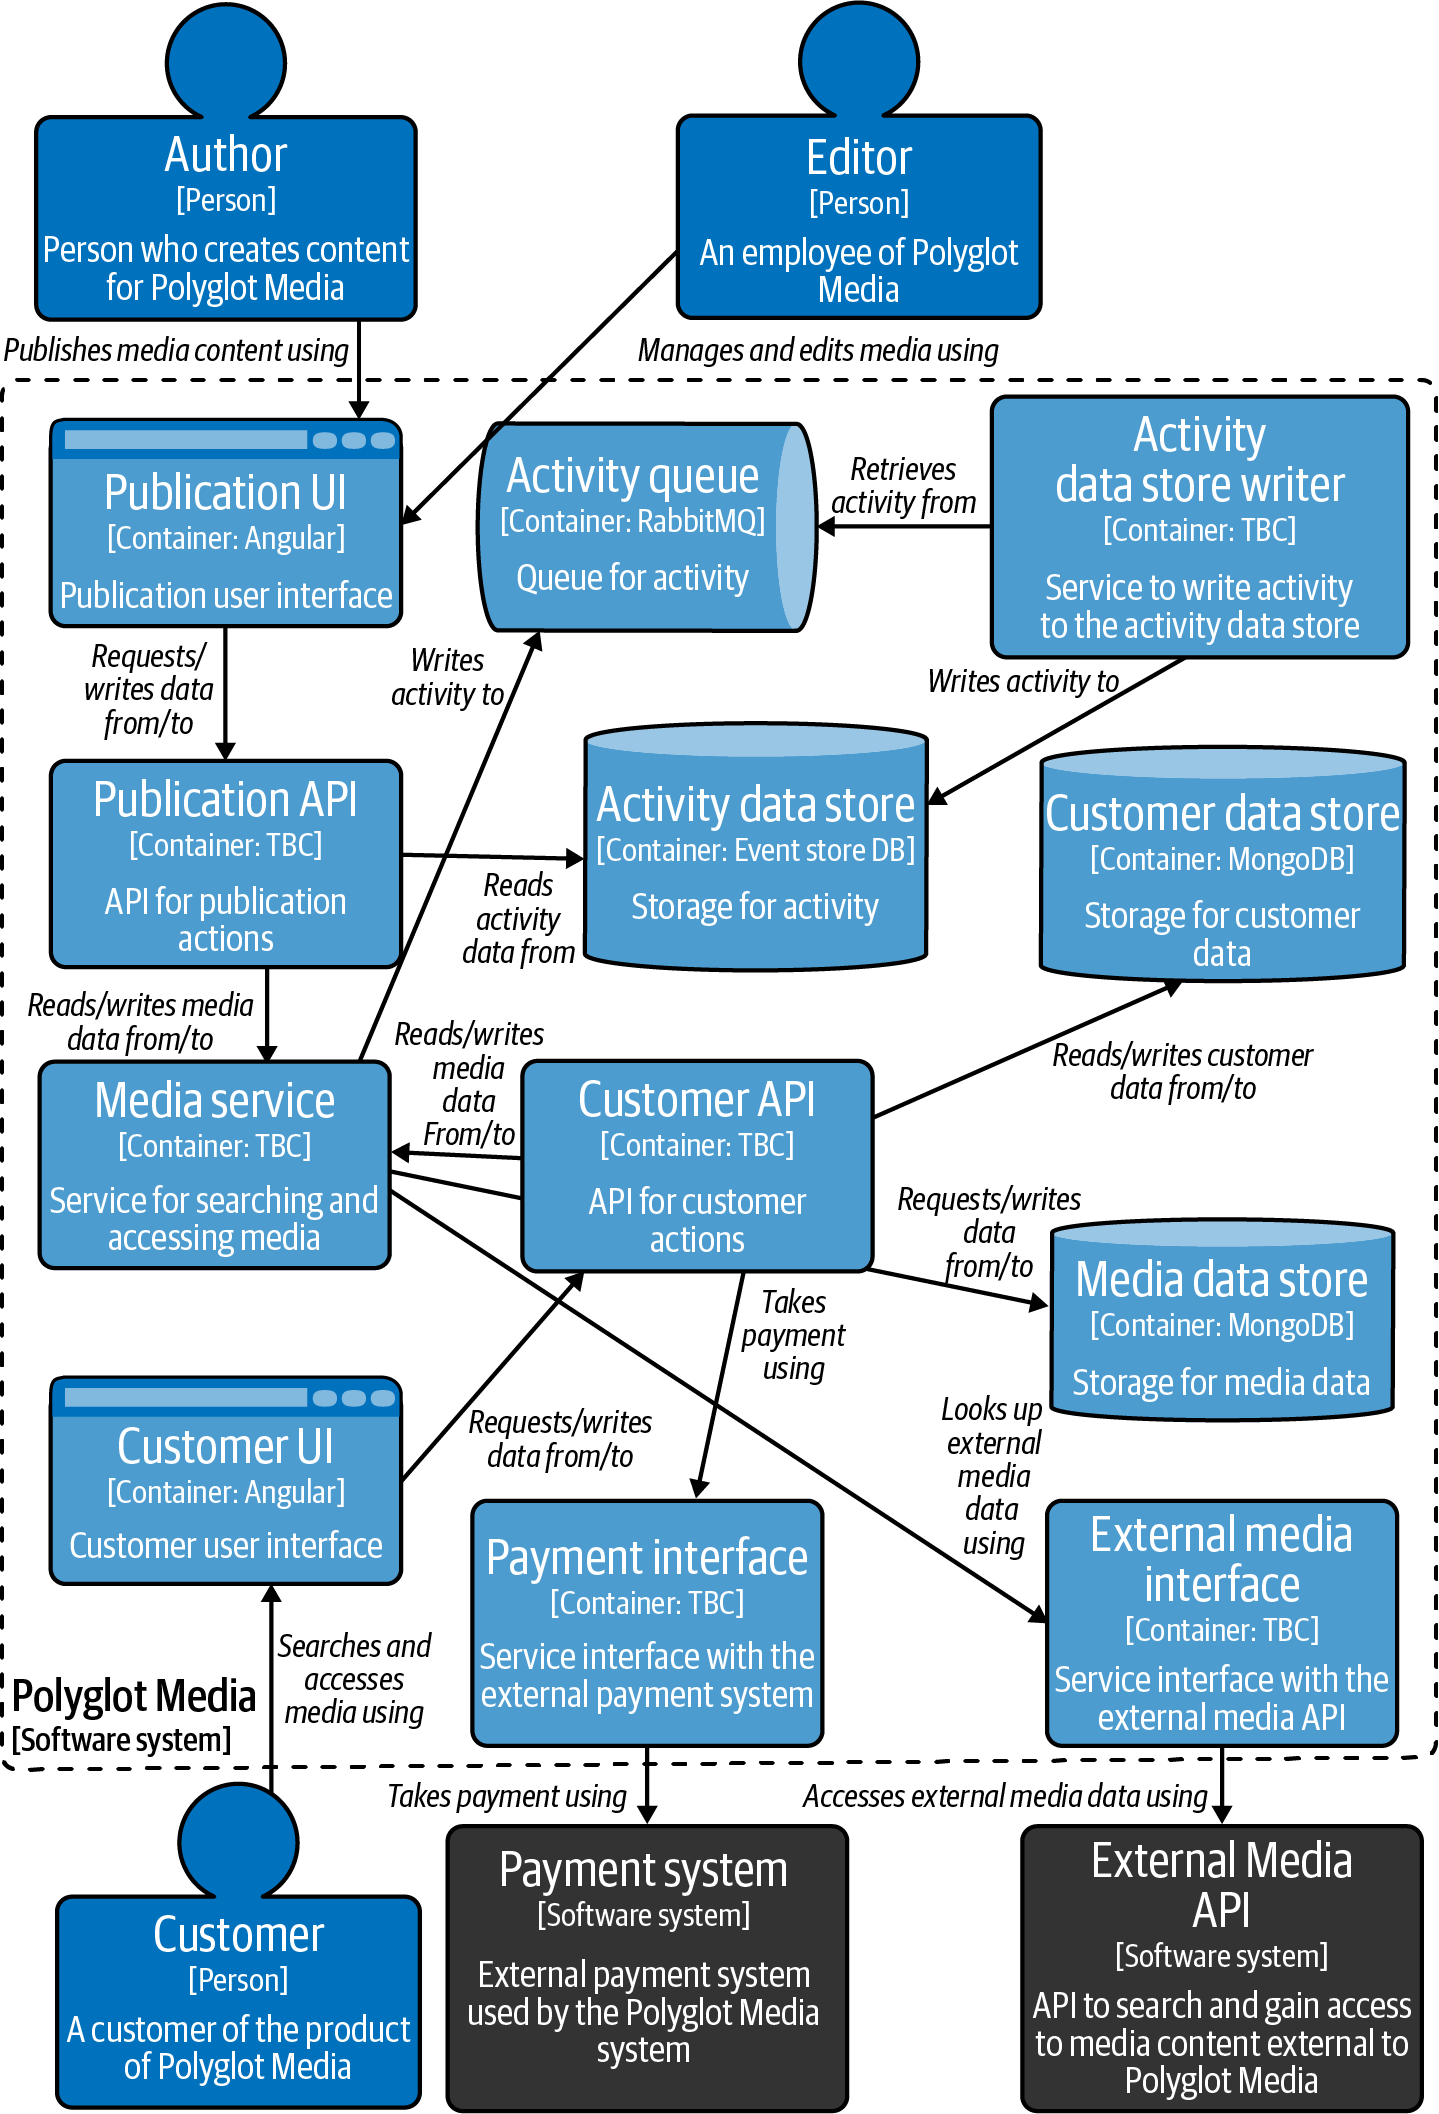 Author
[Person]
Person who creates content
for Polyglot Media
Editor
[Person]
An employee of Polyglot
Media
Publishes media content using
Manages and edits media using
Publication UI
[Container: Angular]
Publication user interface
Activity queue
[Container: RabbitMQ]
Queue for activity
Retrieves
activity from
Activity
data store writer
[Container: TBC]
Service to write activity
to the activity data store
Requests/
writes data
from/to
Writes
activity to
Writes activity to
Publication API
[Container: TBC]
API for publication
actions
Reads
activity
data from
Activity data store
[Container: Event store DB]
Storage for activity
Customer data store
[Container: MongoDB]
Storage for customer
data
Reads/writes media
data from/to
Reads/writes
media
data
From/to
Reads/writes customer
data from/to
Media service
[Container: TBC]
Service for searching and
accessing media
Customer API
[Container: TBC]
API for customer
actions
Requests/writes
data
from/to
Media data store
[Container: MongoDB]
Storage for media data
Takes
payment
using
Customer UI
[Container: Angular]
Customer user interface
Requests/writes
data from/to
Looks up
external
media
data
using
Payment interface
[Container: TBC]
Service interface with the
external payment system
External media
interface
[Container: TBC]
Service interface with the
external media API
Searches and
accesses
media using
Polyglot Media
[Software system]
Takes payment using
Accesses external media data using
Customer
[Person]
A customer of the product
of Polyglot Media
Payment system
[Software system]
External payment system
used by the Polyglot Media
system
External Media
API
[Software system]
API to search and gain access
to media content external to
Polyglot Media